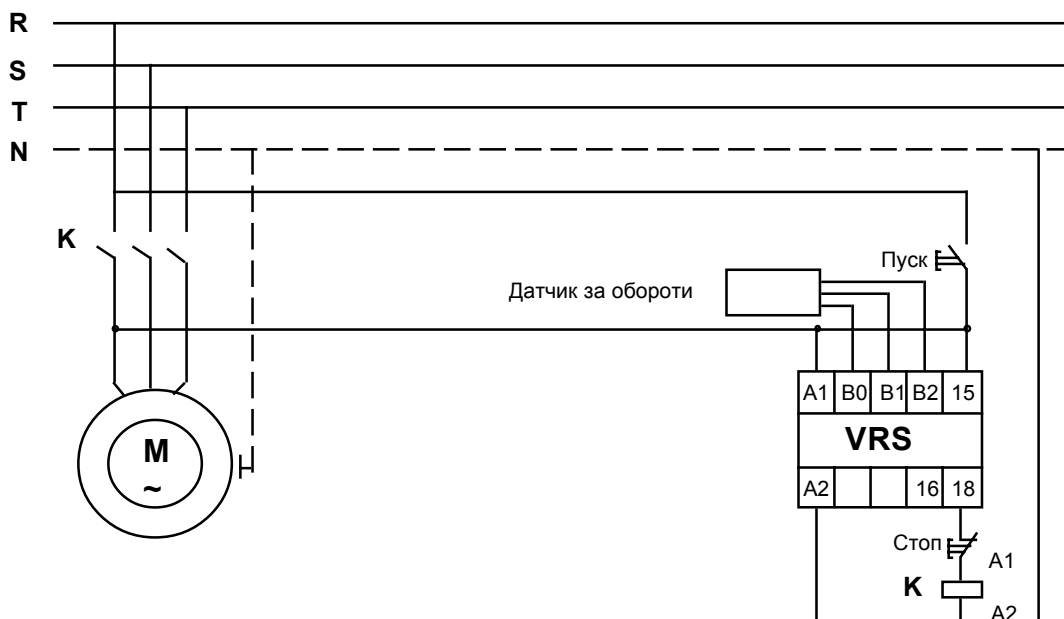 R
S
T
N
K
Пуск
Датчик за обороти
A1 B0 B1 B2 15
VRS
M
~
A2 16 18
Стоп
A1
K
A2